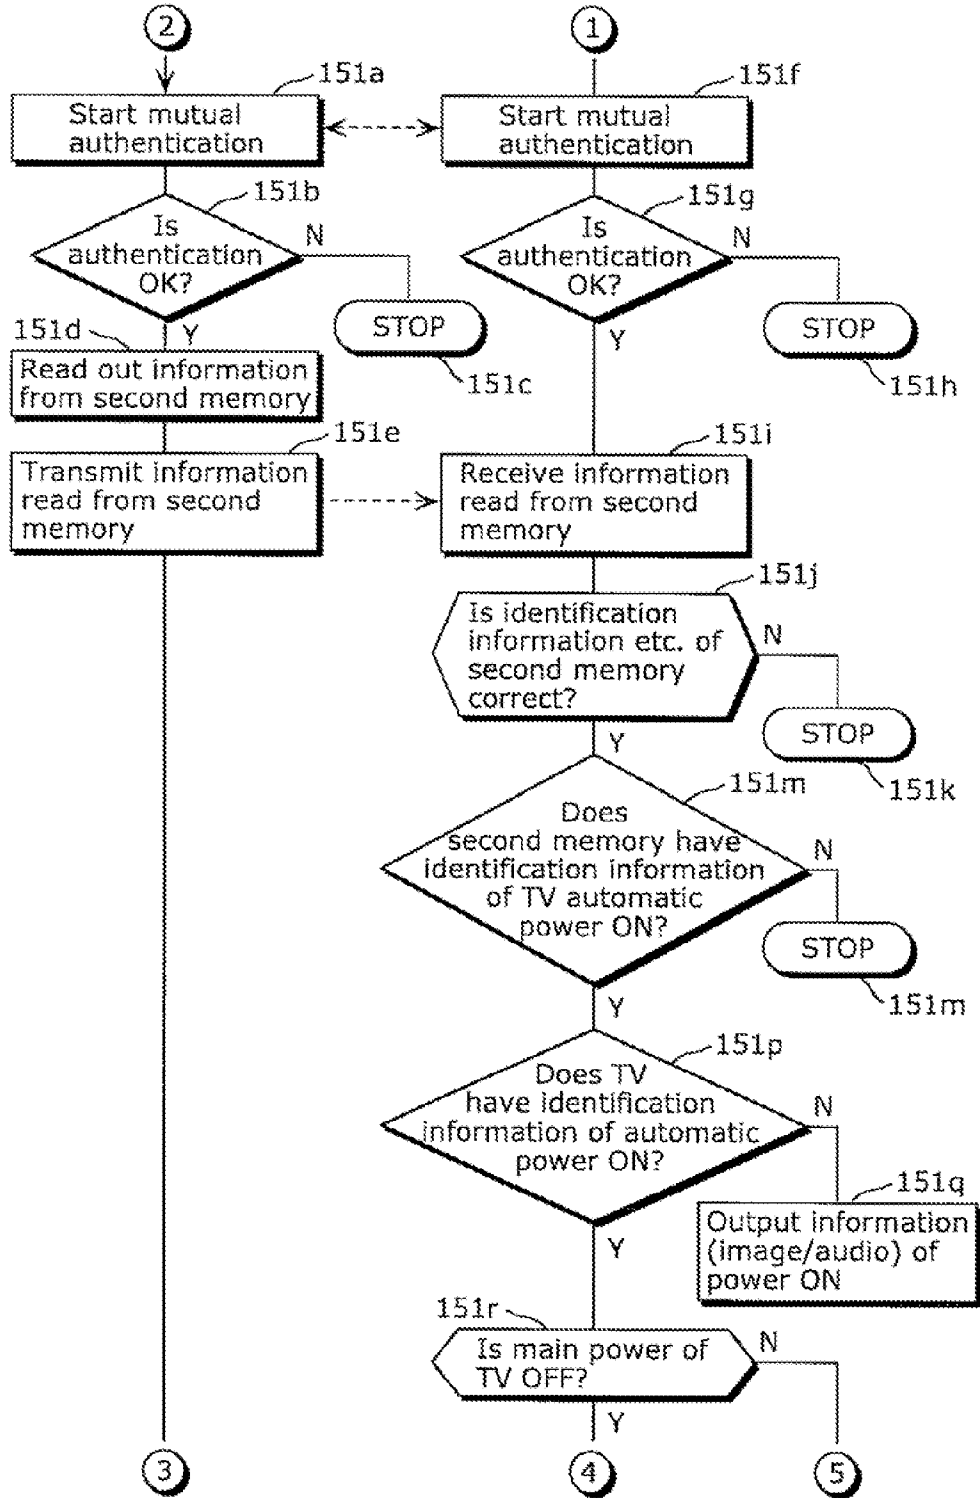 2
1
151a
151f
Start mutual
authentication
Start mutual
authentication
151b
151g
Is
authentication
OK?
N
Is
authentication
OK?
N
Y
STOP
151c
Y
STOP
151h
151d
Read out information
from second memory
151e
151i
Transmit information
read from second
memory
Receive information
read from second
memory
151j
Is identification
information etc. of
second memory
correct?
N
Y
STOP
151k
151m
Does
second memory have
identification information
of TV automatic
power ON?
N
STOP
151m
Y
151p
Does TV
have identification
information of automatic
power ON?
N
151q
Output information
(image/audio) of
power ON
Y
151r
Is main power of
TV OFF?
N
Y
3
4
5